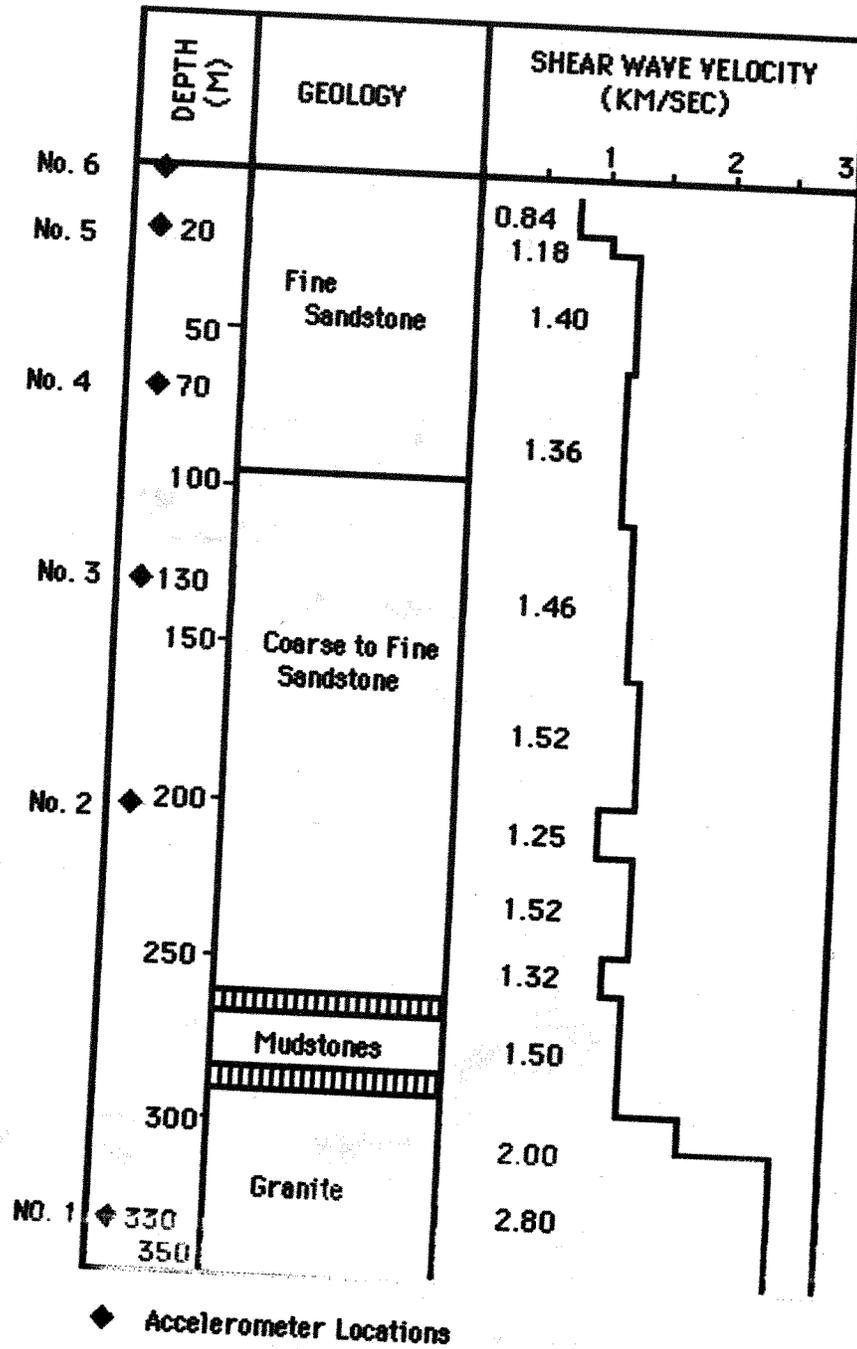 DEPTH
(M)
GEOLOGY
SHEAR WAVE VELOCITY
(KM/SEC)
1 2 3
No. 6
No. 5
20
0.84
1.18
Fine
Sandstone
50
1.40
No. 4
70
1.36
100
No. 3
130
1.46
150
Coarse to Fine
Sandstone
1.52
No. 2
200
1.25
1.52
250
1.32
Mudstones
1.50
300
2.00
Granite
NO. 1
330
2.80
350
Accelerometer Locations